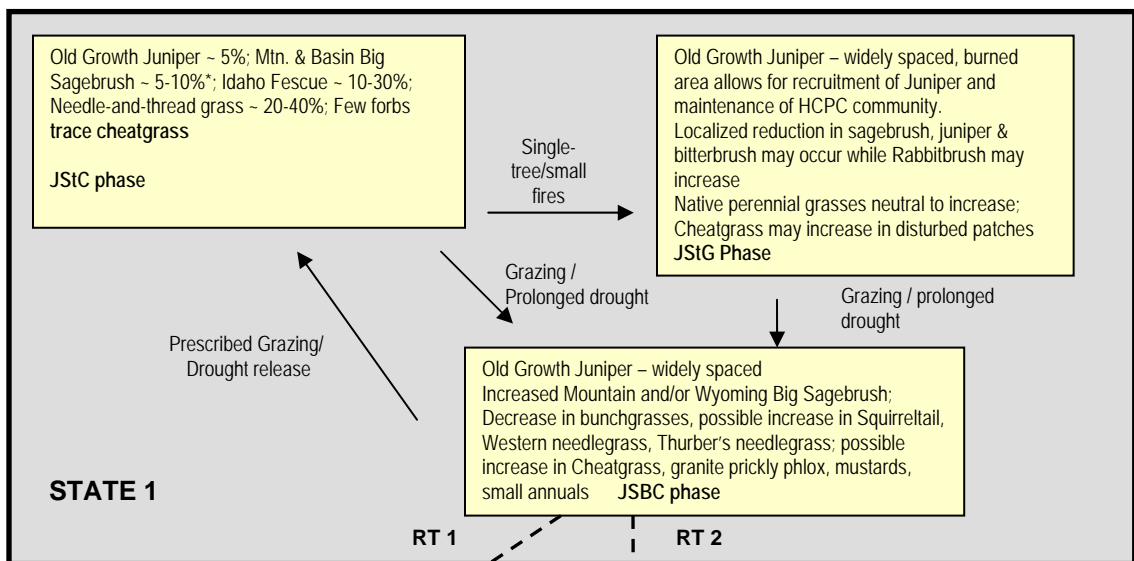 Old Growth Juniper ~ 5%; Mtn. & Basin Big
Sagebrush ~ 5-10%*; Idaho Fescue ~ 10-30%;
Needle-and-thread grass ~ 20-40%; Few forbs
trace cheatgrass
JStC phase
Single-
tree/small
fires
Old Growth Juniper – widely spaced, burned
area allows for recruitment of Juniper and
maintenance of HCPC community.
Localized reduction in sagebrush, juniper &
bitterbrush may occur while Rabbitbrush may
increase
Native perennial grasses neutral to increase;
Cheatgrass may increase in disturbed patches
JStG Phase
Grazing /
Prolonged drought
Grazing / prolonged
drought
Prescribed Grazing/
Drought release
Old Growth Juniper – widely spaced
Increased Mountain and/or Wyoming Big Sagebrush;
Decrease in bunchgrasses, possible increase in Squirreltail,
Western needlegrass, Thurber's needlegrass; possible
increase in Cheatgrass, granite prickly phlox, mustards,
small annuals JSBC phase
STATE 1
RT 1
RT 2